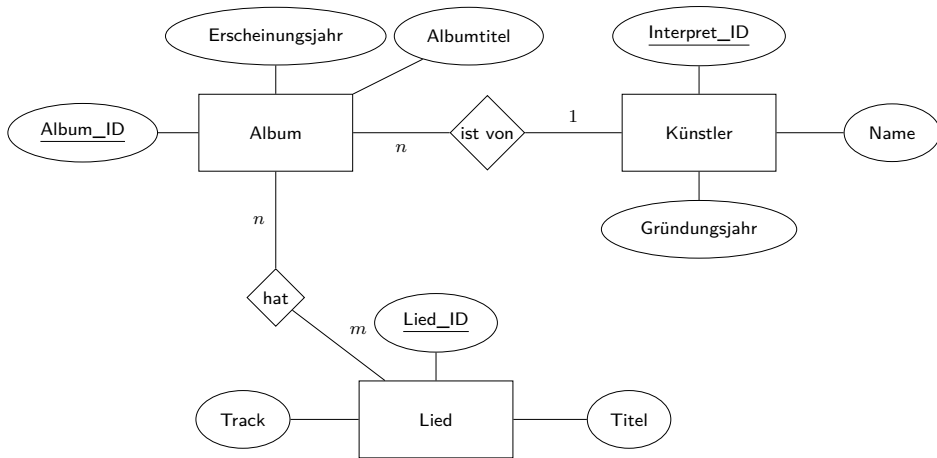 Erscheinungsjahr
Albumtitel
Interpret_ID
Album_ID
Album
n
ist von
1
Künstler
Name
n
Gründungsjahr
hat
m
Lied_ID
Track
Lied
Titel